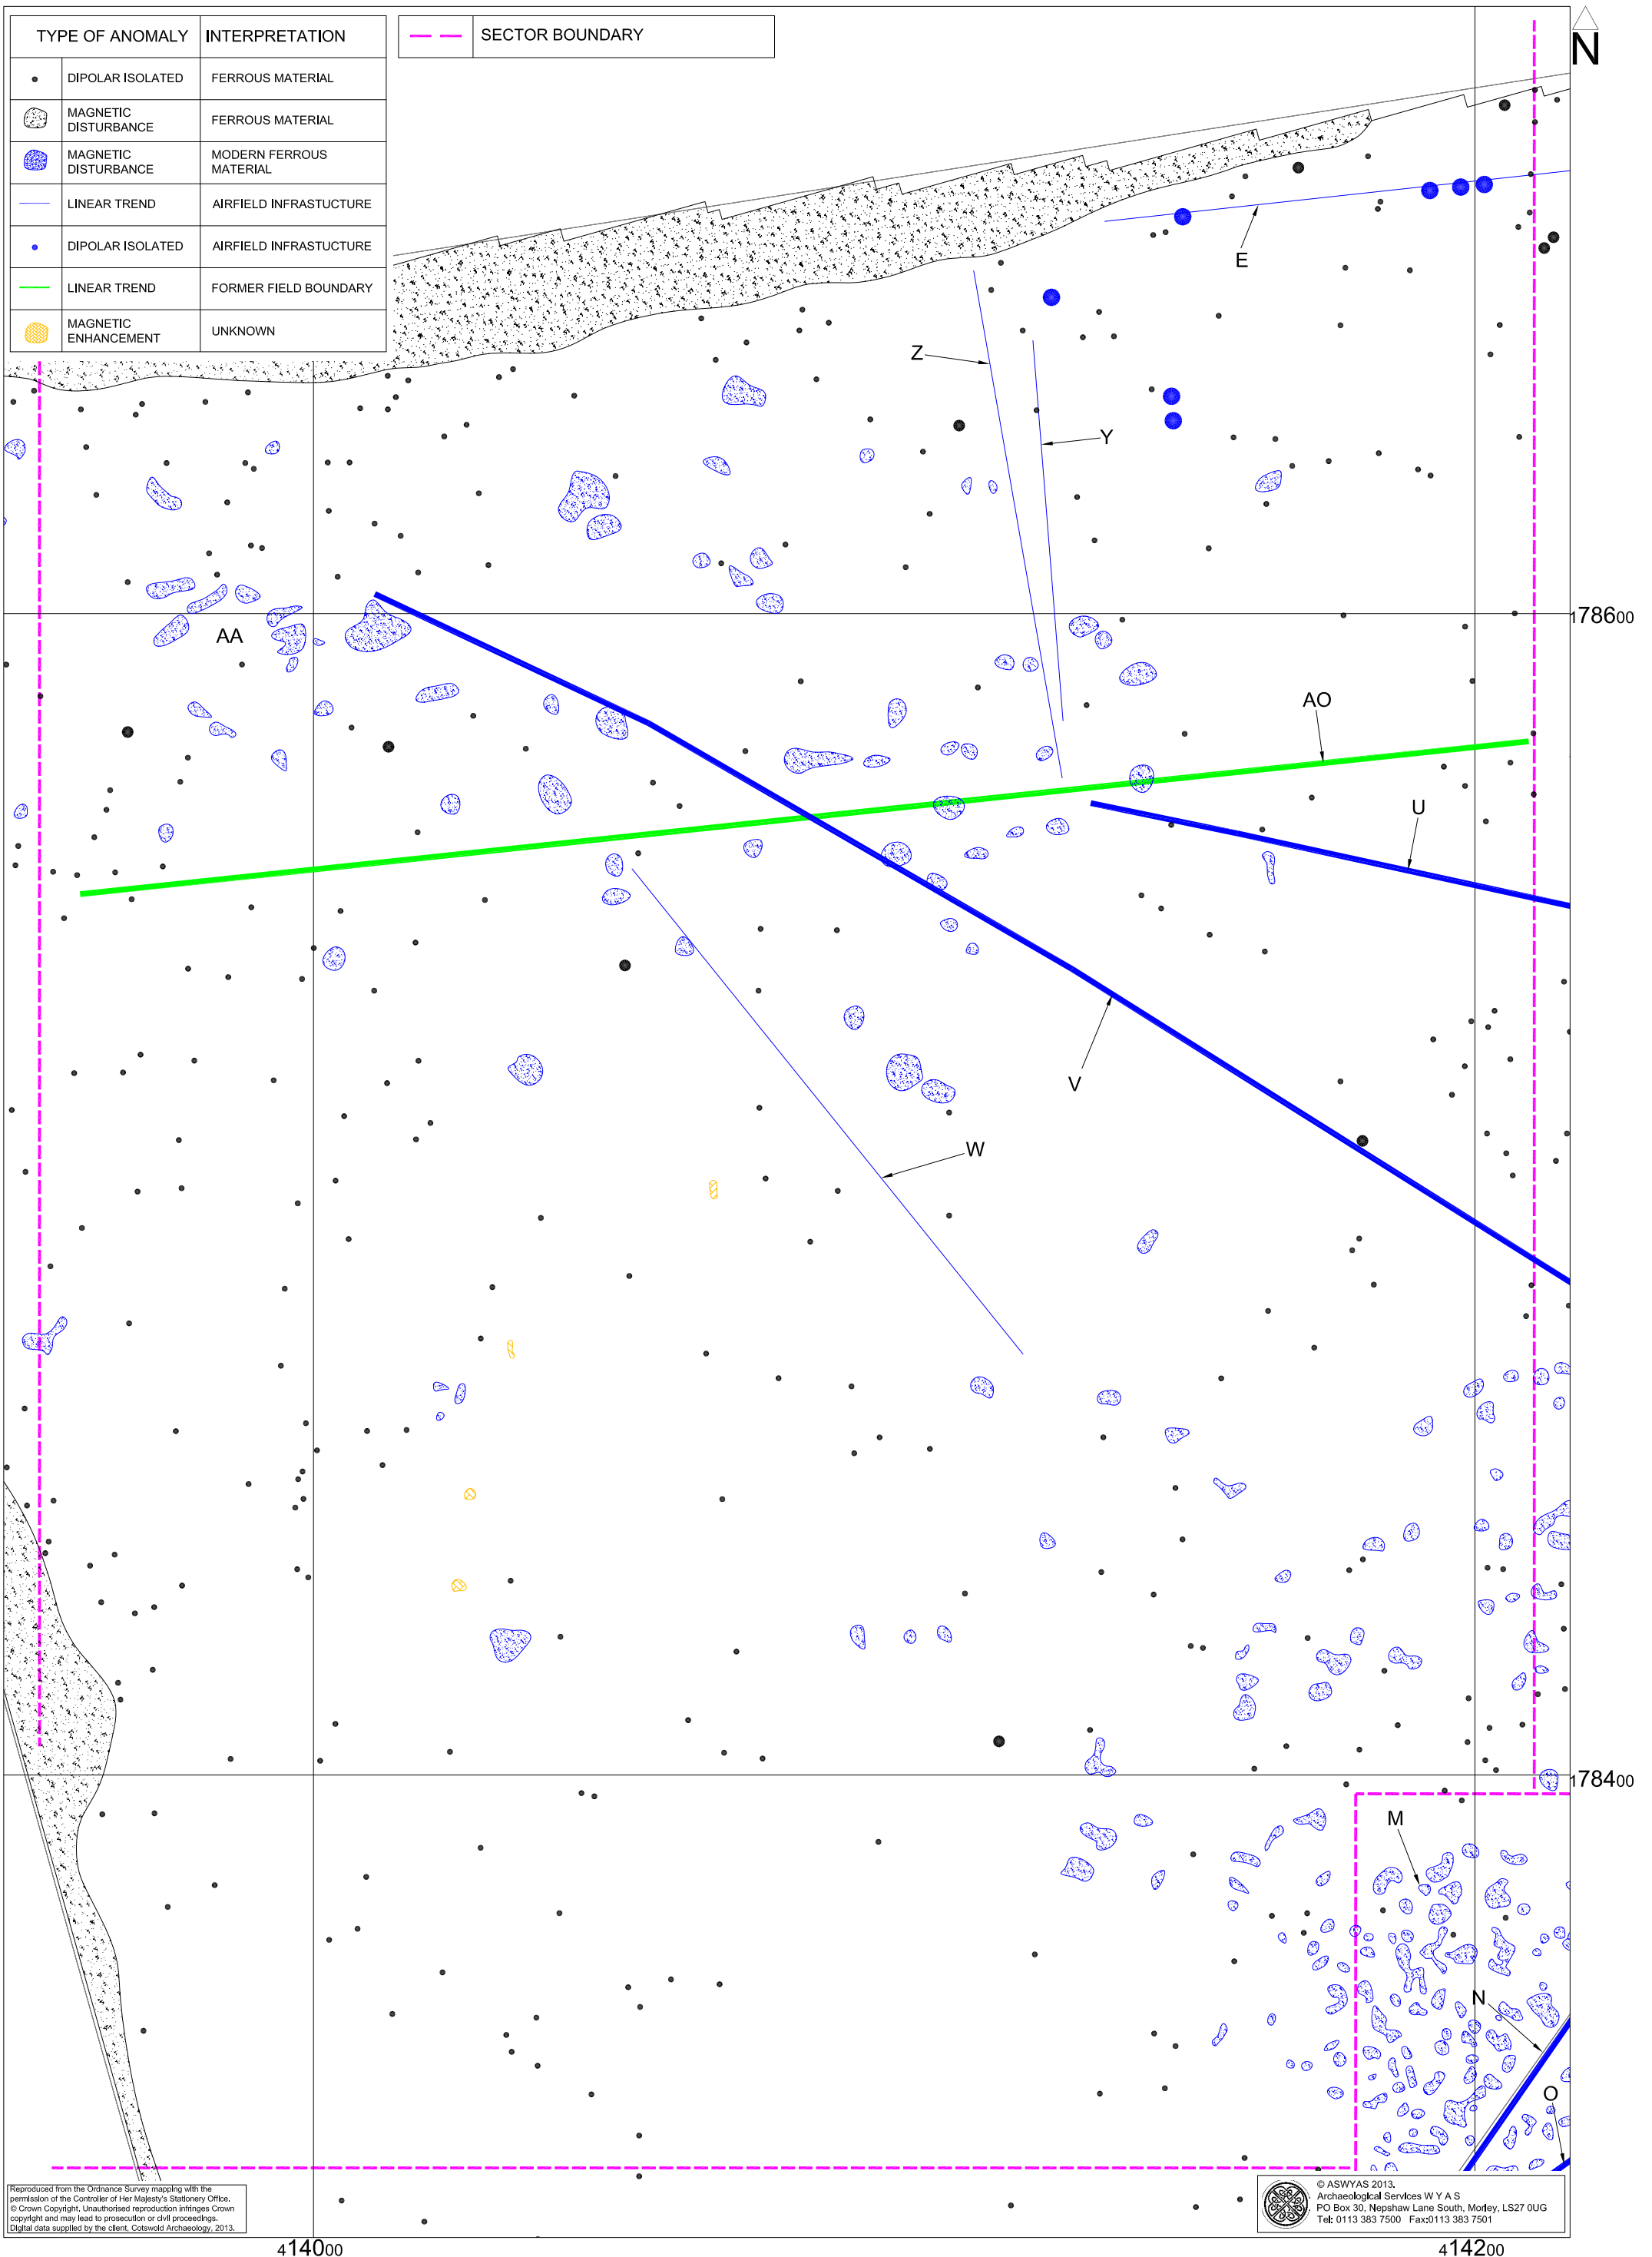 TYPE OF ANOMALY INTERPRETATION
SECTOR BOUNDARY
N
DIPOLAR ISOLATED FERROUS MATERIAL
MAGNETIC
DISTURBANCE
FERROUS MATERIAL
MAGNETIC
DISTURBANCE
MODERN FERROUS
MATERIAL
LINEAR TREND AIRFIELD INFRASTUCTURE
DIPOLAR ISOLATED AIRFIELD INFRASTUCTURE
LINEAR TREND FORMER FIELD BOUNDARY
MAGNETIC
ENHANCEMENT
UNKNOWN
E
Z
Y
178600
AA
AO
U
V
W
178400
M
N
O
Reproduced from the Ordnance Survey mapping with the
permission of the Controller of Her Majesty's Stationery Office.
© Crown Copyright. Unauthorised reproduction infringes Crown
copyright and may lead to prosecution or civil proceedings.
Digital data supplied by the client, Cotswold Archaeology, 2013.
© ASWYAS 2013.
Archaeological Services W Y A S
PO Box 30, Nepshaw Lane South, Morley, LS27 0UG
Tel: 0113 383 7500 Fax:0113 383 7501
414000
414200